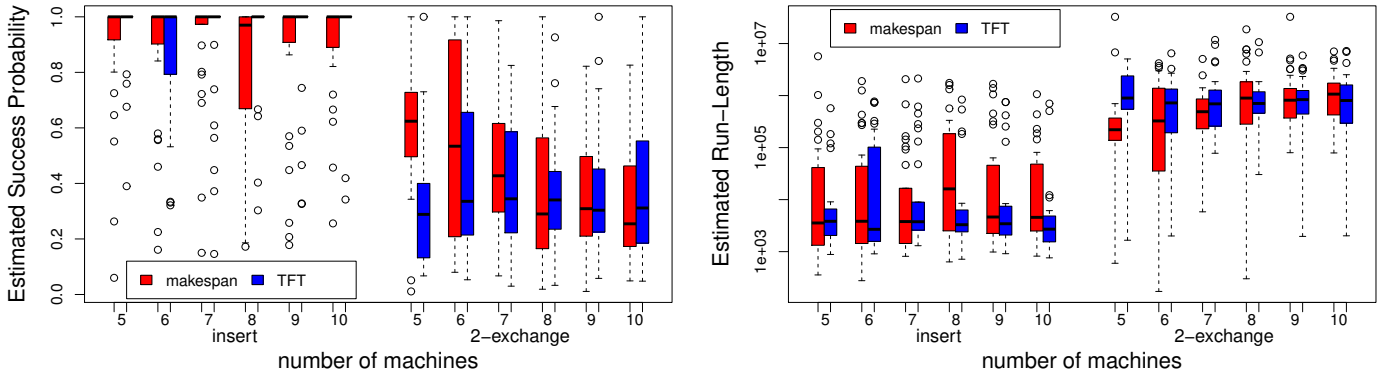 Estimated Success Probability
1.0
0.8
0.6
0.4
0.2
0.0
makespan TFT
5 6 7 8 9 10 5 6 7 8 9 10
insert 2−exchange
number of machines
Estimated Run−Length
1e+07
1e+05
1e+03
makespan TFT
5 6 7 8 9 10 5 6 7 8 9 10
insert 2−exchange
number of machines